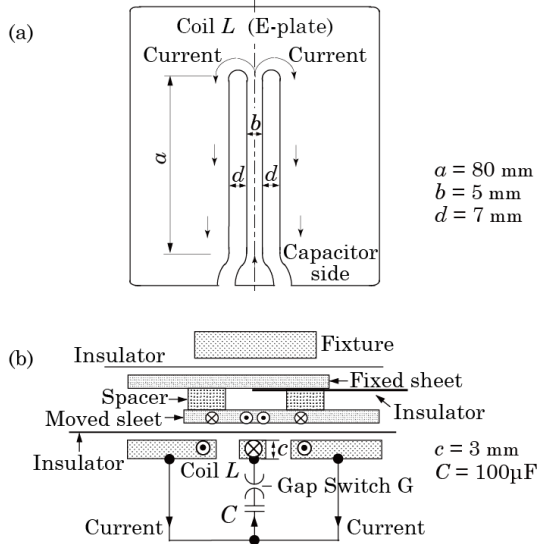 (a)
Coil L (E-plate)
Current Current
b
a
d d
Capacitor
side
a = 80 mm
b = 5 mm
d = 7 mm
(b)
Fixture
Insulator
Fixed sheet
Spacer
Insulator
Moved sleet
c
Insulator
Coil L
Gap Switch G
C
Current Current
c = 3 mm
C = 100μF